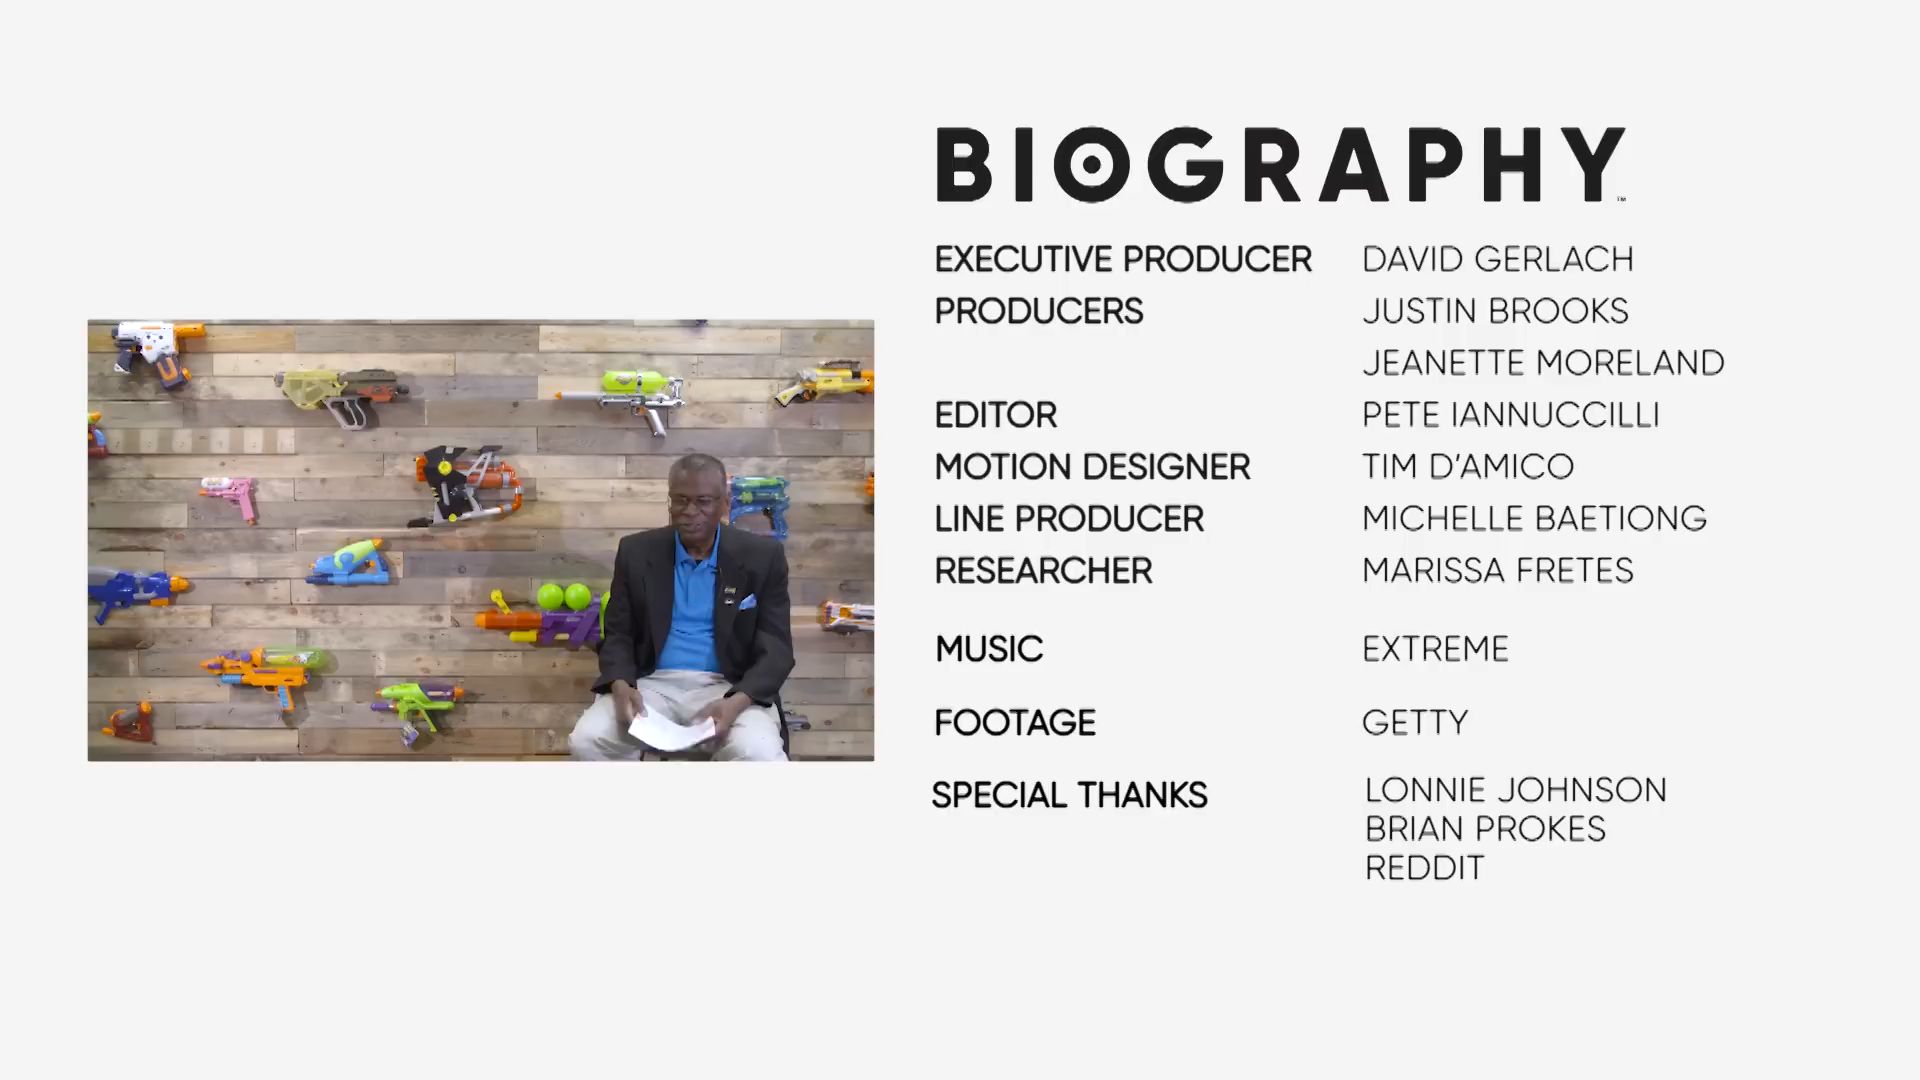 BIOGRAPHY™
EXECUTIVE PRODUCER DAVID GERLACH
PRODUCERS JUSTIN BROOKS
JEANETTE MORELAND
EDITOR PETE IANNUCCILLI
MOTION DESIGNER TIM D'AMICO
LINE PRODUCER MICHELLE BAETIONG
RESEARCHER MARISSA FRETES
MUSIC EXTREME
FOOTAGE GETTY
SPECIAL THANKS LONNIE JOHNSON
BRIAN PROKES
REDDIT